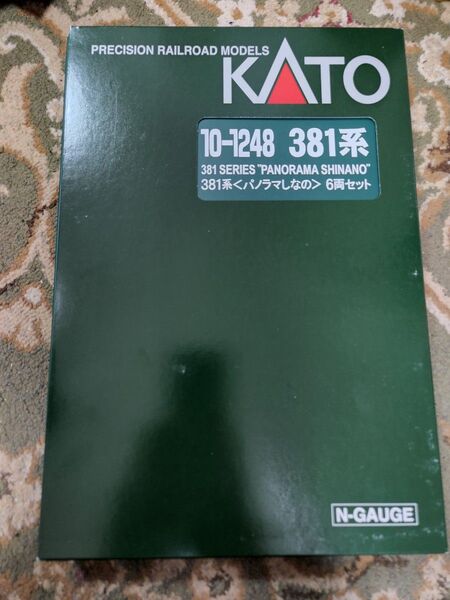 PRECISION RAILROAD MODELS
KATO
10-1248 381系
381 SERIES "PANORAMA SHINANO"
381系<パノラマしなの> 6両セット
N-GAUGE